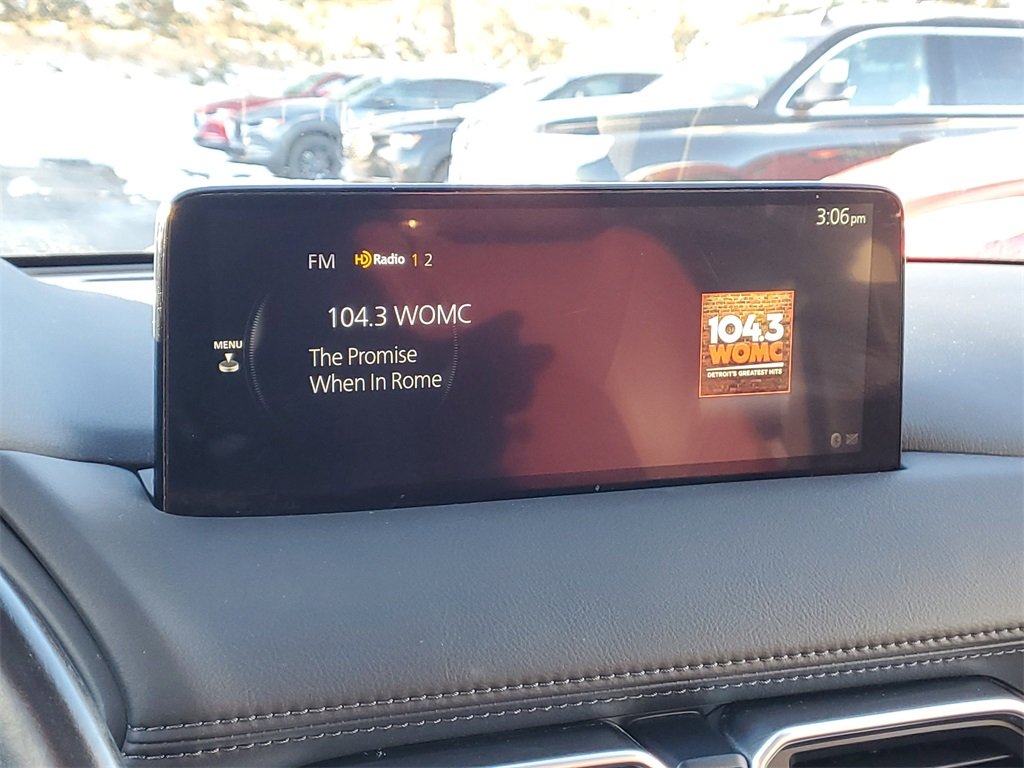 3:06pm
FM HD Radio 1 2
104.3 WOMC
MENU
The Promise
When In Rome
104.3
WOMC
DETROIT'S GREATEST HITS